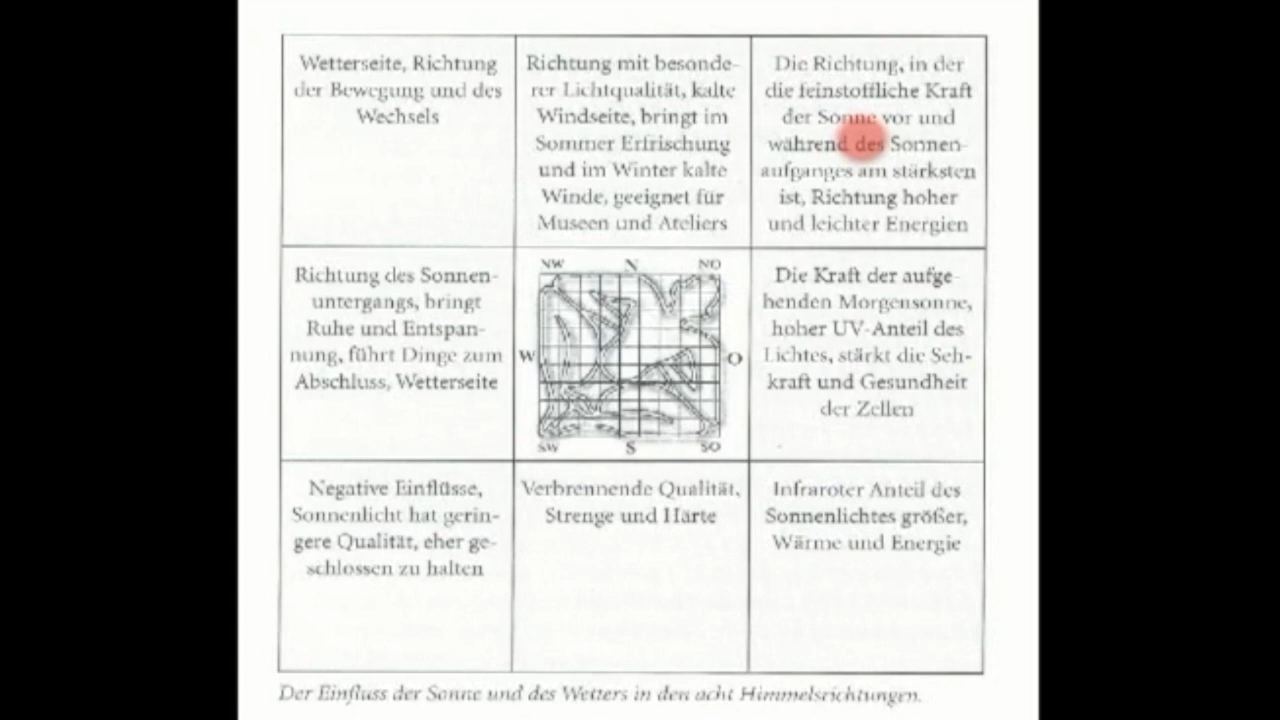 Wetterseite, Richtung
der Bewegung und des
Wechsels
Richtung mit besonde-
rer Lichtqualität, kalte
Windseite, bringt im
Sommer Erfrischung
und im Winter kalte
Winde, geeignet für
Museen und Ateliers
Die Richtung, in der
die feinstoffliche Kraft
der Sonne vor und
während des Sonnen-
aufganges am stärksten
ist, Richtung hoher
und leichter Energien
Richtung des Sonnen-
untergangs, bringt
Ruhe und Entspan-
nung, führt Dinge zum
Abschluss, Wetterseite
NW N NO
W O
SW S SO
Die Kraft der aufge-
henden Morgensonne,
hoher UV-Anteil des
Lichtes, stärkt die Seh-
kraft und Gesundheit
der Zellen
Negative Einflüsse,
Sonnenlicht hat gerin-
gere Qualität, eher ge-
schlossen zu halten
Verbrennende Qualität,
Strenge und Härte
Infraroter Anteil des
Sonnenlichtes größer,
Wärme und Energie
Der Einfluss der Sonne und des Wetters in den acht Himmelsrichtungen.